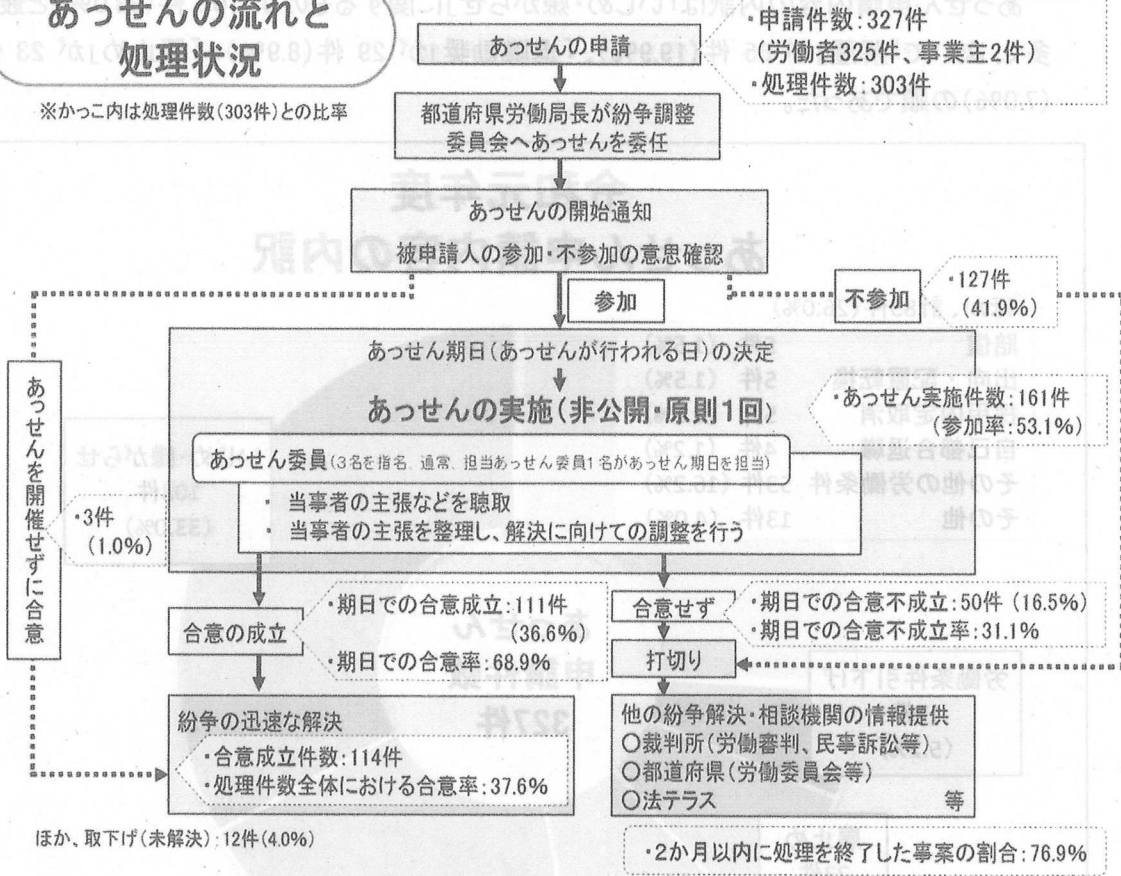 あっせんの流れと
処理状況
※かっこ内は処理件数(303件)との比率
あっせんの申請
・申請件数:327件
(労働者325件、事業主2件)
・処理件数:303件
都道府県労働局長が紛争調整
委員会へあっせんを委任
あっせんの開始通知
被申請人の参加・不参加の意思確認
参加
不参加
・127件
(41.9%)
あっせん期日(あっせんが行われる日)の決定
あっせんの実施(非公開・原則1回)
・あっせん実施件数:161件
(参加率:53.1%)
あっせん委員(3名を指名、通常、担当あっせん委員1名があっせん期日を担当)
・ 当事者の主張などを聴取
・ 当事者の主張を整理し、解決に向けての調整を行う
あっせんを開催せずに合意
・3件
(1.0%)
合意の成立
・期日での合意成立:111件
(36.6%)
・期日での合意率:68.9%
合意せず
・期日での合意不成立:50件 (16.5%)
・期日での合意不成立率:31.1%
打切り
紛争の迅速な解決
・合意成立件数:114件
・処理件数全体における合意率:37.6%
他の紛争解決・相談機関の情報提供
○裁判所(労働審判、民事訴訟等)
○都道府県(労働委員会等)
○法テラス 等
ほか、取下げ(未解決):12件(4.0%)
・2か月以内に処理を終了した事案の割合:76.9%